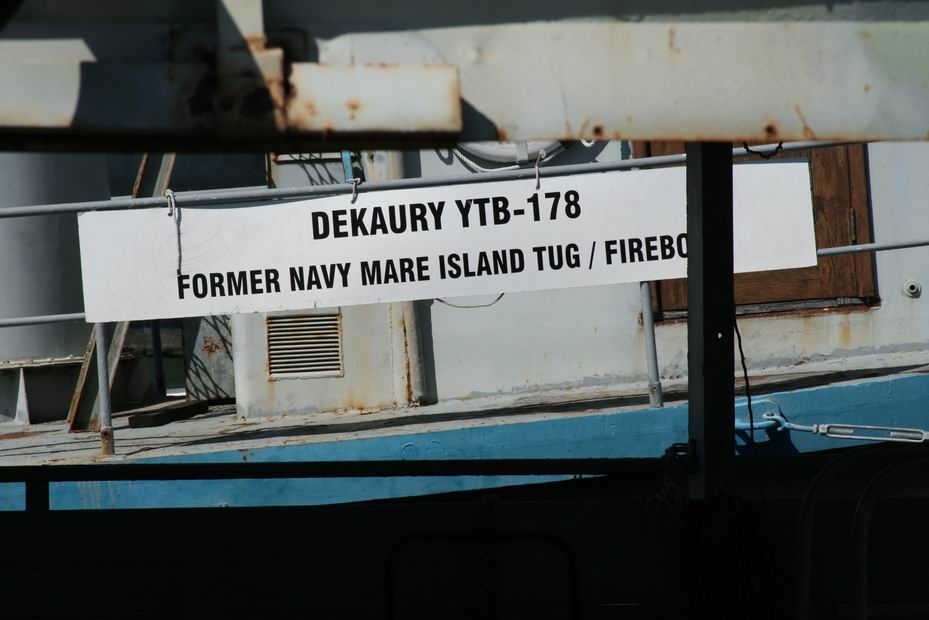 DEKAURY YTB-178
FORMER NAVY MARE ISLAND TUG / FIREBO